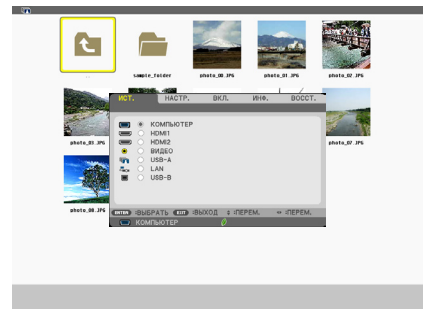 sample_folder
photo_00.JPG
photo_01.JPG
photo_02.JPG
ИСТ. НАСТР. ВКЛ. ИНФ. ВОССТ.
КОМПЬЮТЕР
HDMI1
HDMI2
ВИДЕО
USB-A
LAN
USB-B
photo_03.JPG
photo_07.JPG
photo_08.JPG
ENTER :ВЫБРАТЬ EXIT :ВЫХОД :ПЕРЕМ. :ПЕРЕМ.
КОМПЬЮТЕР